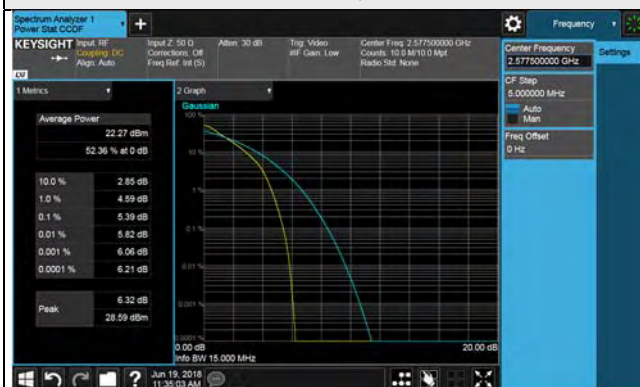 Spectrum Analyzer 1
Power Stat CCDF
Frequency
KEYSIGHT
Input: RF
Coupling: DC
Align: Auto
Input Z: 50 Ω
Corrections: Off
Freq Ref: Int (S)
Atten: 30 dB
Trig: Video
#IF Gain: Low
Center Freq: 2.577500000 GHz
Counts: 10.0 M/10.0 Mpt
Radio Std: None
Center Frequency
2.577500000 GHz
Settings
CF Step
5.000000 MHz
Auto
Man
Freq Offset
0 Hz
LU
1 Metrics
2 Graph
Gaussian
Average Power
22.27 dBm
52.36 % at 0 dB
10.0 % 2.85 dB
1.0 % 4.59 dB
0.1 % 5.39 dB
0.01 % 5.82 dB
0.001 % 6.06 dB
0.0001 % 6.21 dB
Peak 6.32 dB
28.59 dBm
100 %
10 %
1 %
0.1 %
0.01 %
0.001 %
0.0001 %
0.00 dB
20.00 dB
Info BW 15.000 MHz
Jun 19, 2018
11:35:03 AM